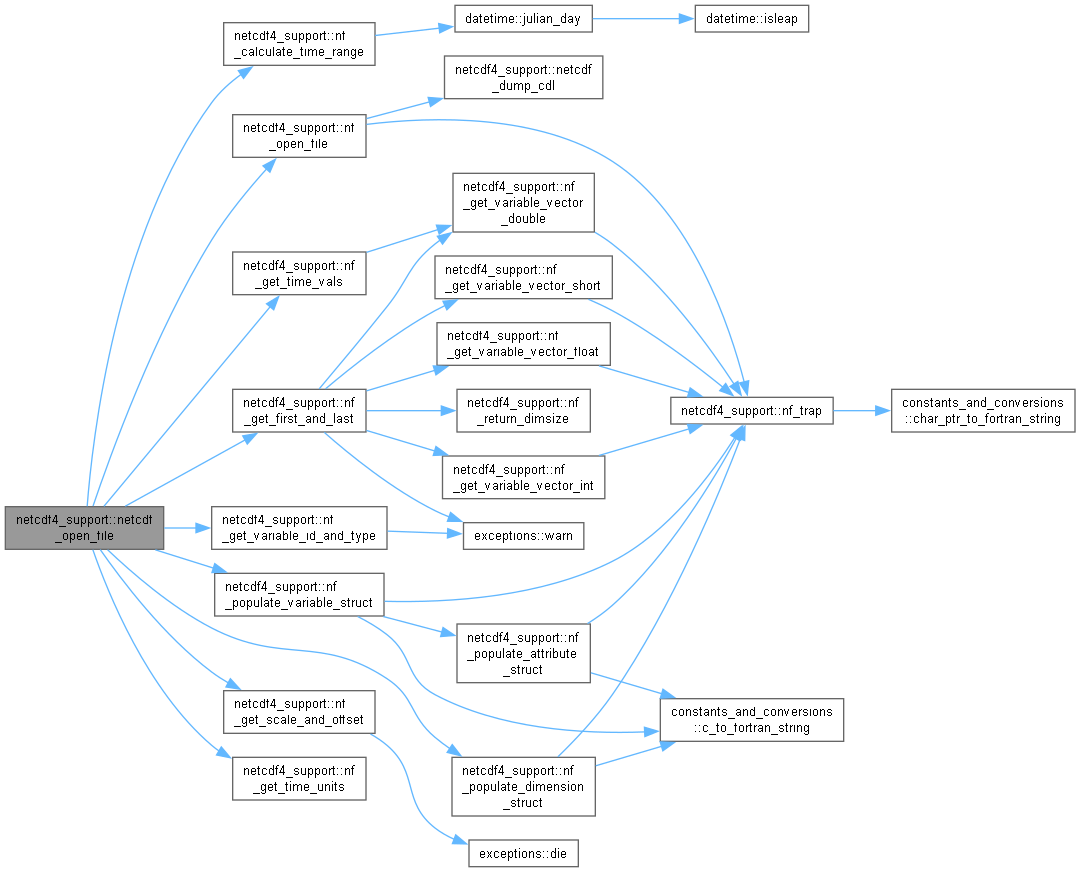 netcdf4_support::netcdf
_open_file
netcdf4_support::nf
_calculate_time_range
datetime::julian_day
datetime::isleap
netcdf4_support::nf
_open_file
netcdf4_support::netcdf
_dump_cdl
netcdf4_support::nf
_get_time_vals
netcdf4_support::nf
_get_variable_vector
_double
netcdf4_support::nf
_get_variable_vector_short
netcdf4_support::nf
_get_variable_vector_float
netcdf4_support::nf
_get_first_and_last
netcdf4_support::nf
_return_dimsize
netcdf4_support::nf_trap
constants_and_conversions
::char_ptr_to_fortran_string
netcdf4_support::nf
_get_variable_vector_int
netcdf4_support::nf
_get_variable_id_and_type
exceptions::warn
netcdf4_support::nf
_populate_variable_struct
netcdf4_support::nf
_populate_attribute
_struct
netcdf4_support::nf
_get_scale_and_offset
constants_and_conversions
::c_to_fortran_string
netcdf4_support::nf
_get_time_units
netcdf4_support::nf
_populate_dimension
_struct
exceptions::die